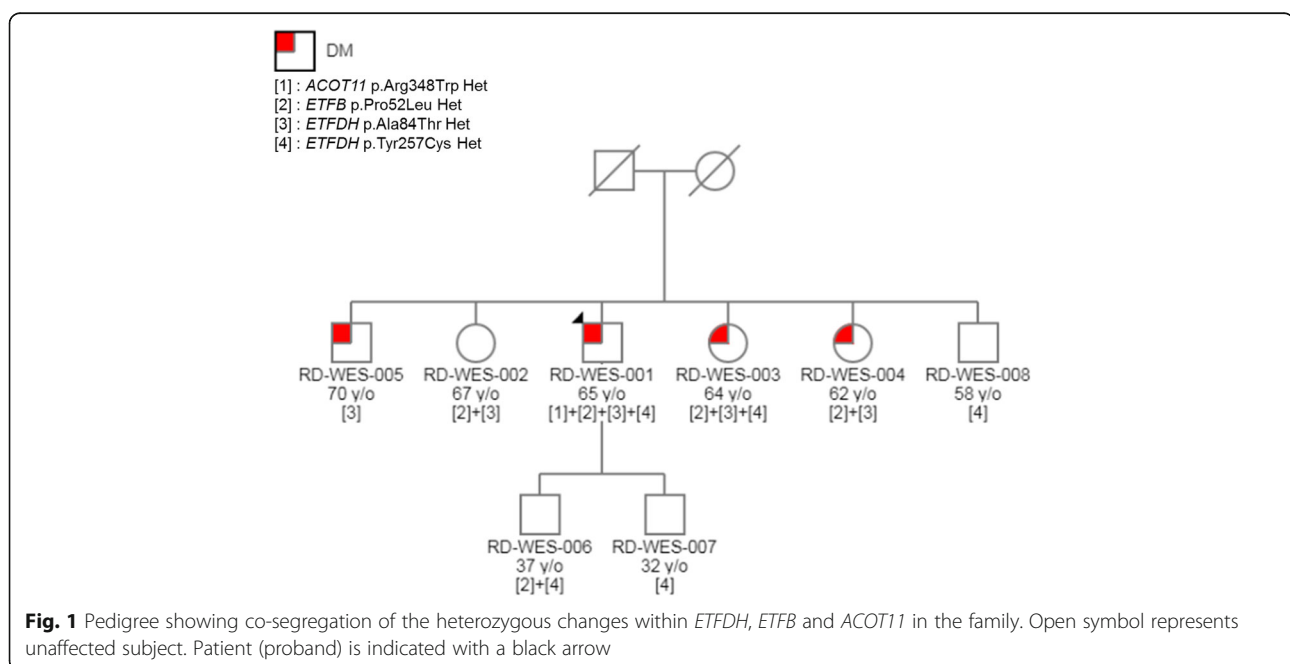 DM
[1] : ACOT11 p.Arg348Trp Het
[2] : ETFB p.Pro52Leu Het
[3] : ETFDH p.Ala84Thr Het
[4] : ETFDH p.Tyr257Cys Het
RD-WES-005 RD-WES-002 RD-WES-001 RD-WES-003 RD-WES-004 RD-WES-008
70 y/o 67 y/o 65 y/o 64 y/o 62 y/o 58 y/o
[3] [2]+[3] [1]+[2]+[3]+[4] [2]+[3]+[4] [2]+[3] [4]
RD-WES-006 RD-WES-007
37 y/o 32 y/o
[2]+[4] [4]
Fig. 1 Pedigree showing co-segregation of the heterozygous changes within ETFDH, ETFB and ACOT11 in the family. Open symbol represents
unaffected subject. Patient (proband) is indicated with a black arrow